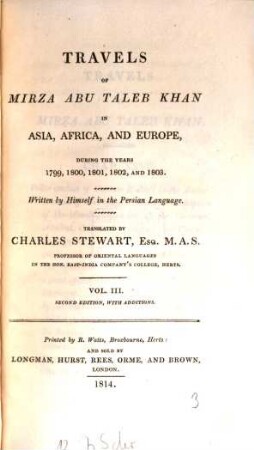 TRAVELS
OF
MIRZA ABU TALEB KHAN
IN
ASIA, AFRICA, AND EUROPE,
DURING THE YEARS
1799, 1800, 1801, 1802, AND 1803.
Written by Himself in the Persian Language.
TRANSLATED BY
CHARLES STEWART, ESQ. M.A.S.
PROFESSOR OF ORIENTAL LANGUAGES
IN THE HON. EAST-INDIA COMPANY'S COLLEGE, HERTS.
VOL. III.
SECOND EDITION, WITH ADDITIONS.
Printed by R. Watts, Broxbourne, Herts:
AND SOLD BY
LONGMAN, HURST, REES, ORME, AND BROWN,
LONDON.
1814.
3